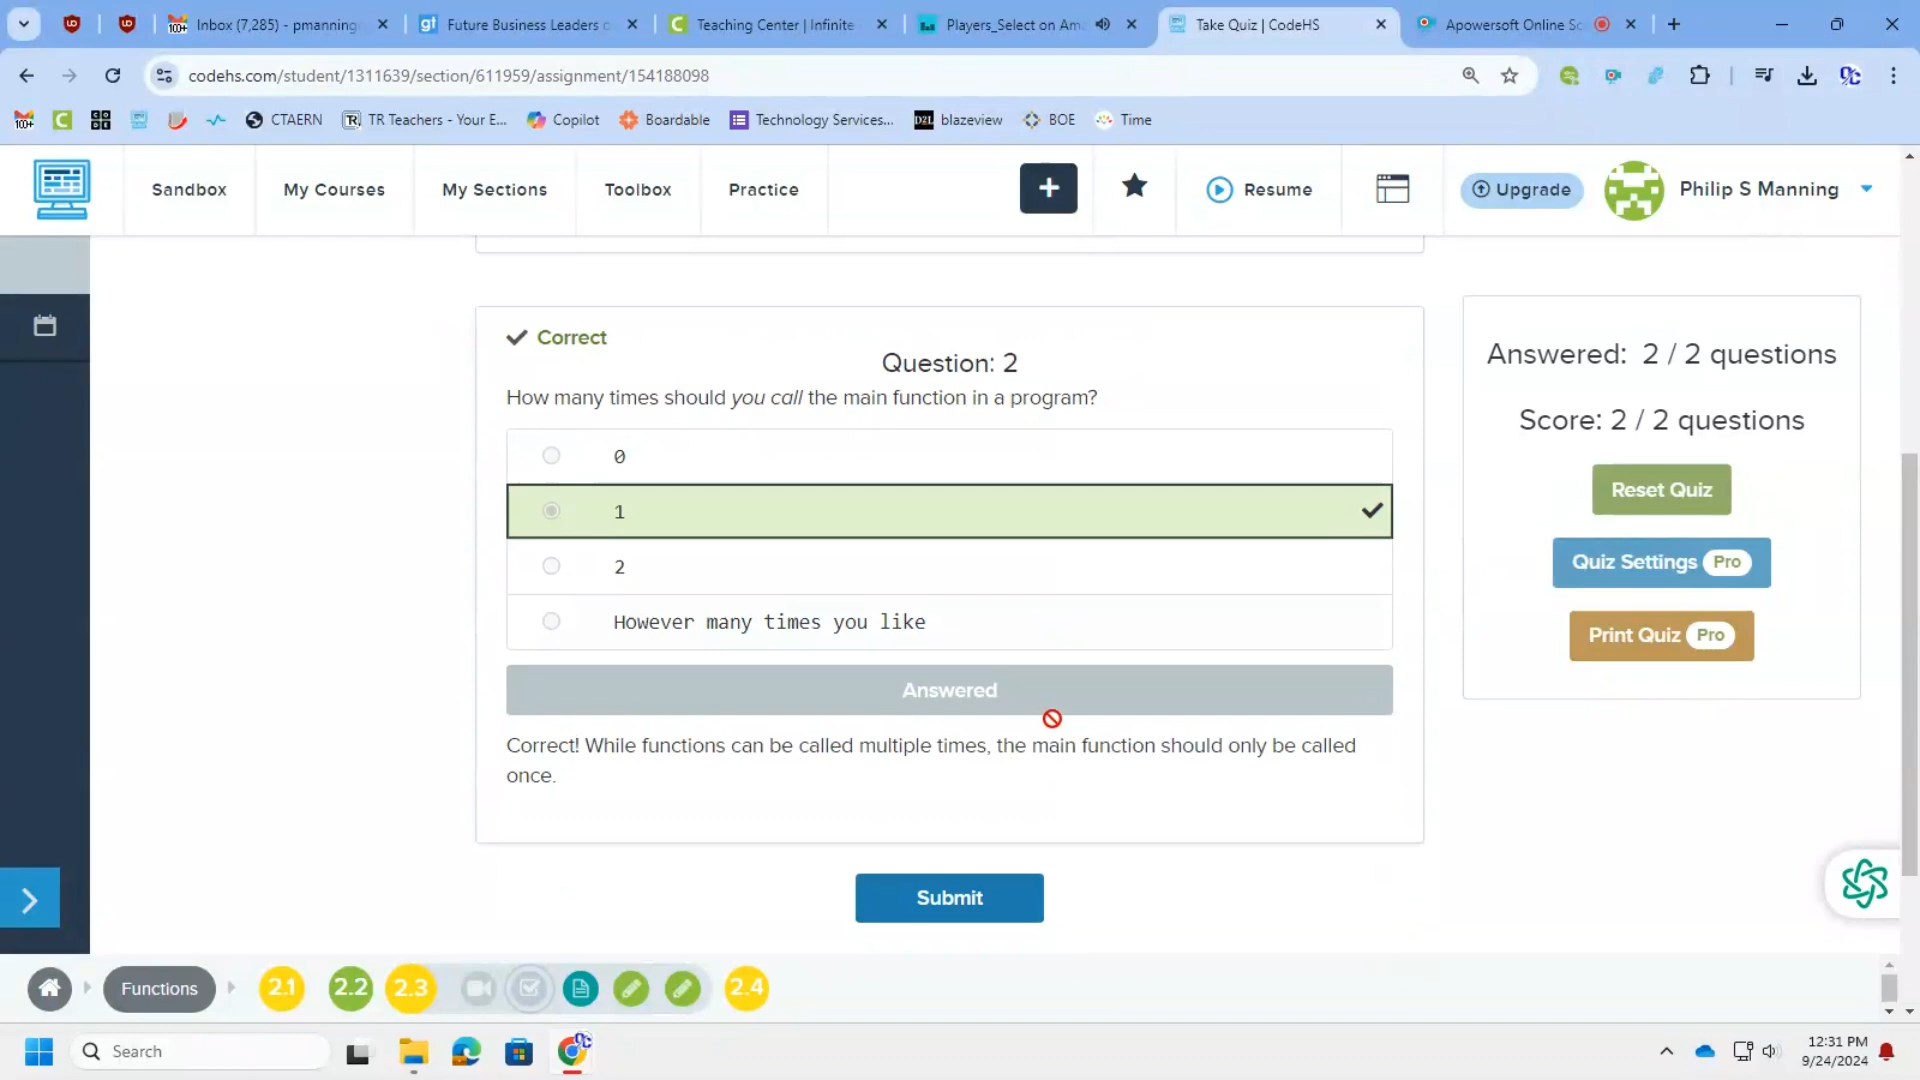 Inbox (7,285) - pmanning
Future Business Leaders o
Teaching Center | Infinite
Players_Select on Am
Take Quiz | CodeHS
Apowersoft Online Sc
codehs.com/student/1311639/section/611959/assignment/154188098
CTAERN
TR Teachers - Your E...
Copilot
Boardable
Technology Services...
D2L blazeview
BOE
Time
Sandbox
My Courses
My Sections
Toolbox
Practice
Resume
Upgrade
Philip S Manning
Correct
Question: 2
How many times should you call the main function in a program?
0
1
2
However many times you like
Answered
Correct! While functions can be called multiple times, the main function should only be called
once.
Submit
Answered: 2 / 2 questions
Score: 2 / 2 questions
Reset Quiz
Quiz Settings Pro
Print Quiz Pro
Functions
2.1
2.2
2.3
2.4
Search
12:31 PM
9/24/2024